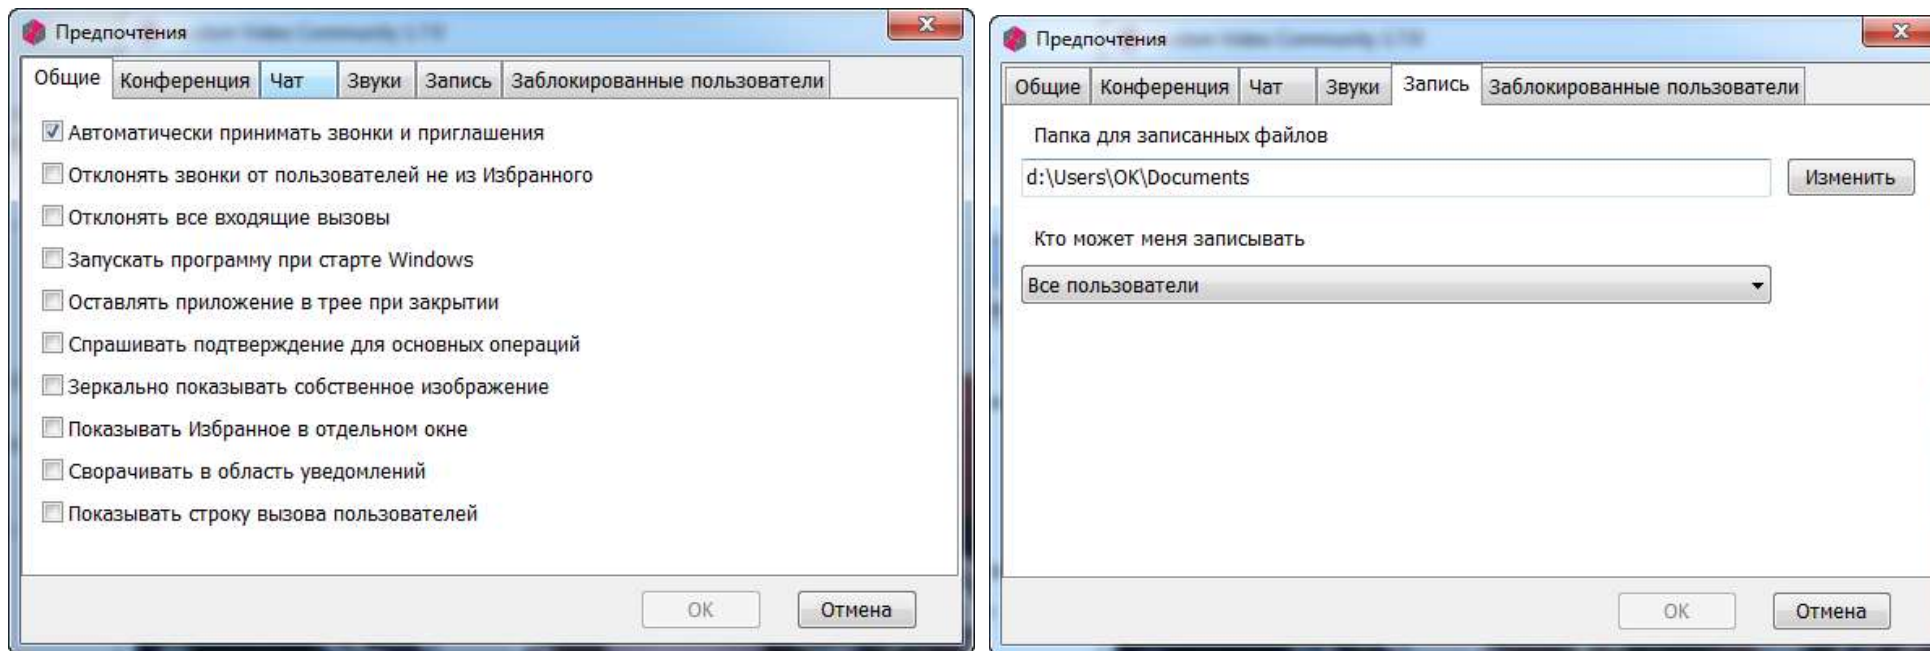 Предпочтения
Общие Конференция Чат Звуки Запись Заблокированные пользователи
Автоматически принимать звонки и приглашения
Отклонять звонки от пользователей не из Избранного
Отклонять все входящие вызовы
Запускать программу при старте Windows
Оставлять приложение в трее при закрытии
Спрашивать подтверждение для основных операций
Зеркально показывать собственное изображение
Показывать Избранное в отдельном окне
Сворачивать в область уведомлений
Показывать строку вызова пользователей
OK Отмена
Предпочтения
Общие Конференция Чат Звуки Запись Заблокированные пользователи
Папка для записанных файлов
d:\Users\OK\Documents Изменить
Кто может меня записывать
Все пользователи
OK Отмена